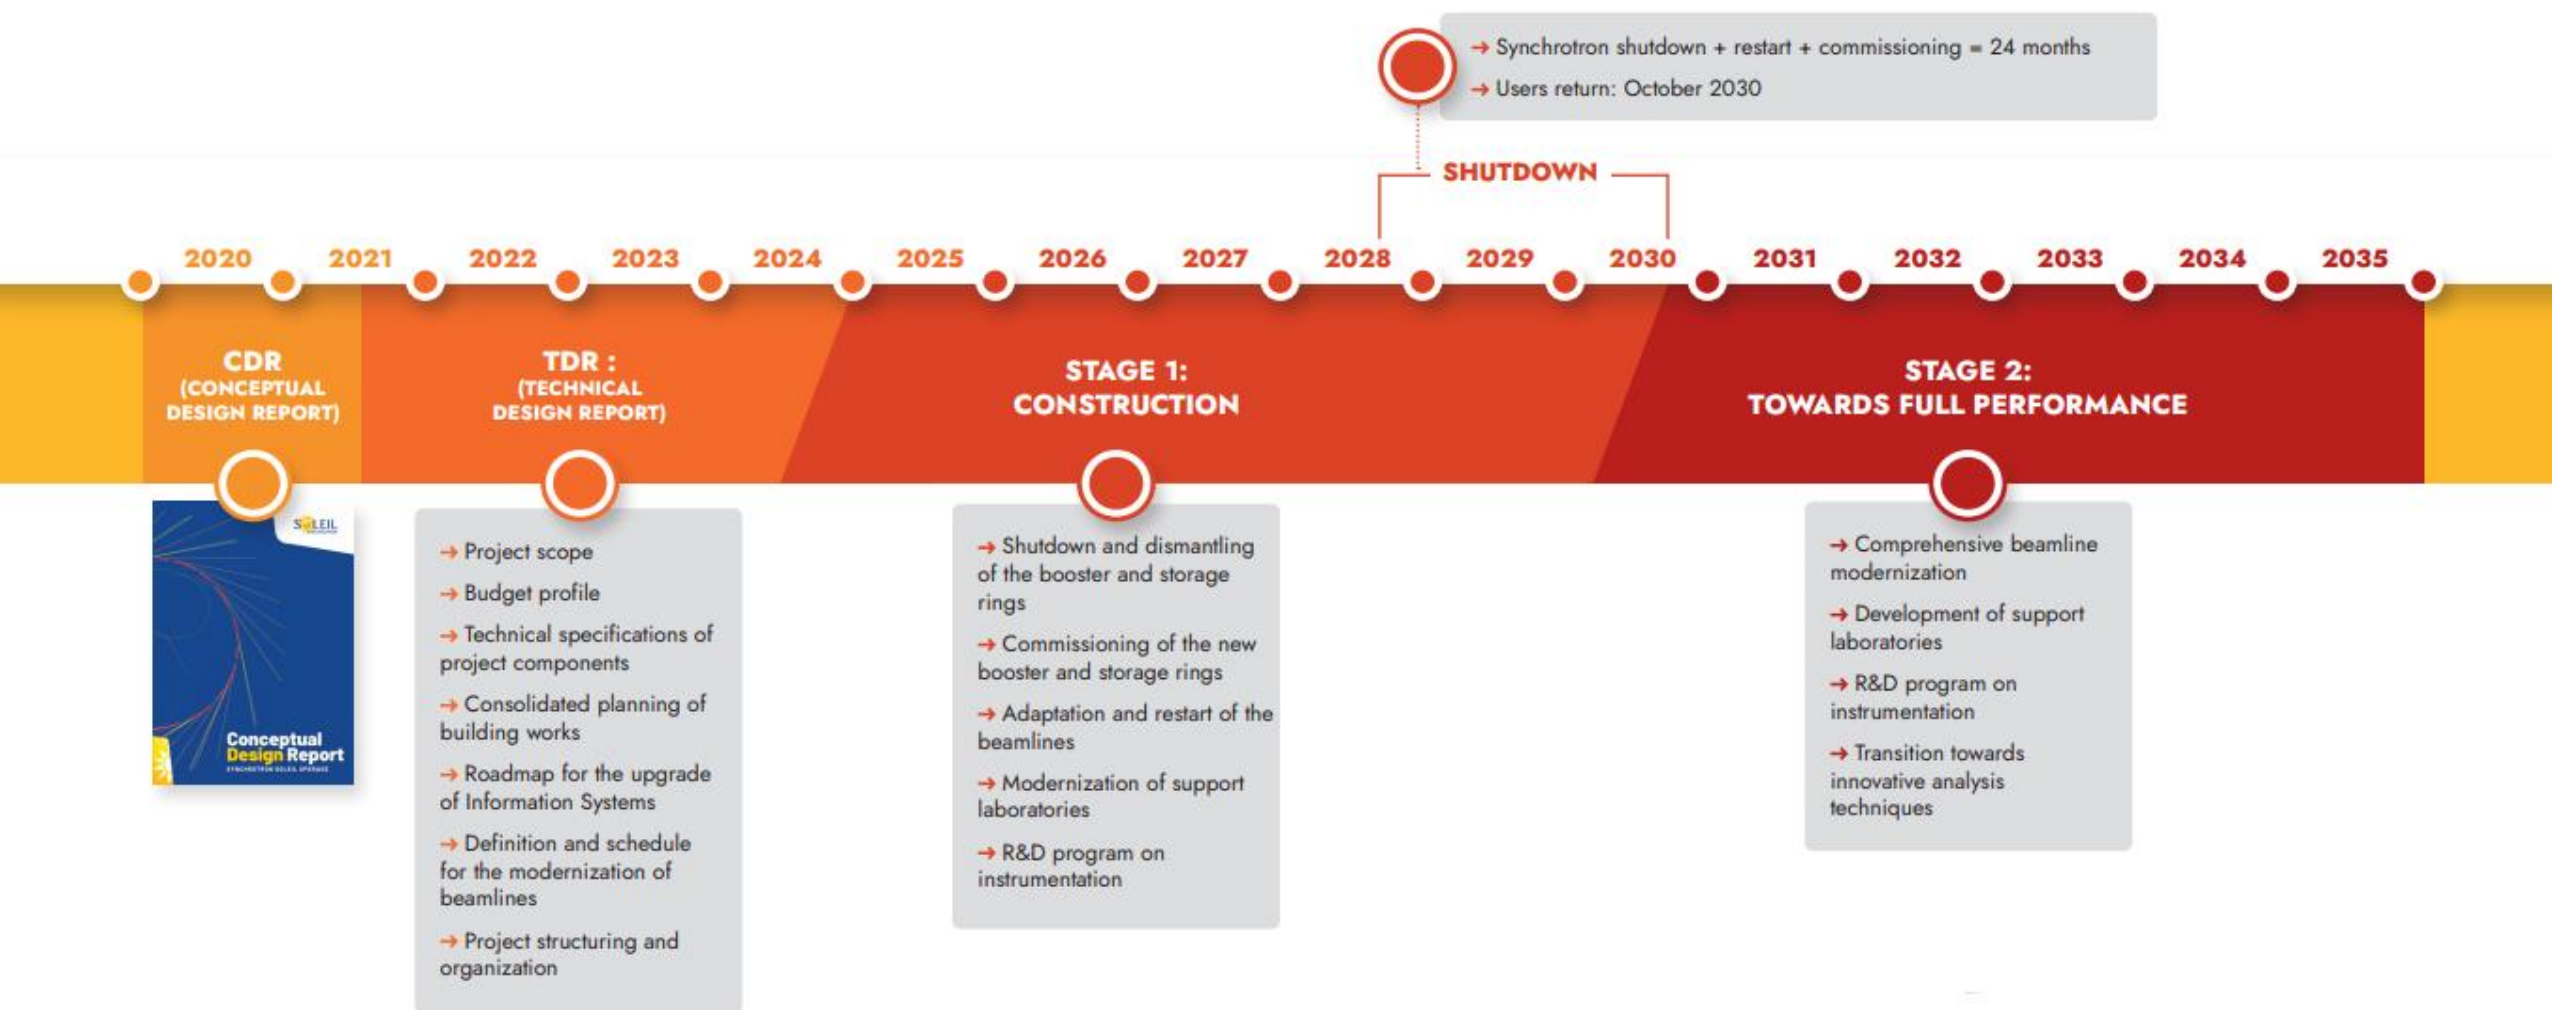 → Synchrotron shutdown + restart + commissioning = 24 months
→ Users return: October 2030
SHUTDOWN
2020 2021 2022 2023 2024 2025 2026 2027 2028 2029 2030 2031 2032 2033 2034 2035
CDR
(CONCEPTUAL
DESIGN REPORT)
TDR :
(TECHNICAL
DESIGN REPORT)
STAGE 1:
CONSTRUCTION
STAGE 2:
TOWARDS FULL PERFORMANCE
SOLEIL
Conceptual
Design Report
SYNCHROTRON SOLEIL UPGRADE
→ Project scope
→ Budget profile
→ Technical specifications of
project components
→ Consolidated planning of
building works
→ Roadmap for the upgrade
of Information Systems
→ Definition and schedule
for the modernization of
beamlines
→ Project structuring and
organization
→ Shutdown and dismantling
of the booster and storage
rings
→ Commissioning of the new
booster and storage rings
→ Adaptation and restart of the
beamlines
→ Modernization of support
laboratories
→ R&D program on
instrumentation
→ Comprehensive beamline
modernization
→ Development of support
laboratories
→ R&D program on
instrumentation
→ Transition towards
innovative analysis
techniques